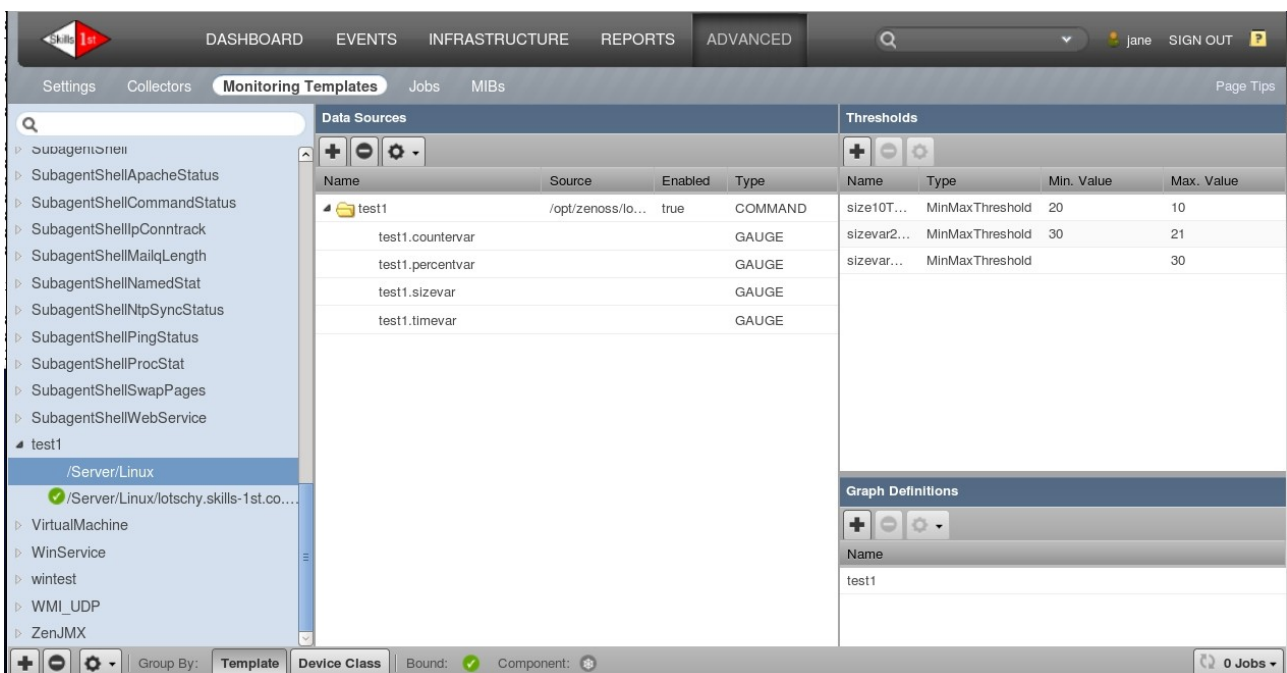 Skills 1st
DASHBOARD EVENTS INFRASTRUCTURE REPORTS ADVANCED jane SIGN OUT ?
Settings Collectors Monitoring Templates Jobs MIBs Page Tips
SubagentShell
SubagentShellApacheStatus
SubagentShellCommandStatus
SubagentShellIpConntrack
SubagentShellMailqLength
SubagentShellNamedStat
SubagentShellNtpSyncStatus
SubagentShellPingStatus
SubagentShellProcStat
SubagentShellSwapPages
SubagentShellWebService
test1
/Server/Linux
/Server/Linux/lotschy.skills-1st.co....
VirtualMachine
WinService
wintest
WMI_UDP
ZenJMX
Data Sources
Name Source Enabled Type
test1 /opt/zenoss/lo... true COMMAND
test1.countervar GAUGE
test1.percentvar GAUGE
test1.sizevar GAUGE
test1.timevar GAUGE
Thresholds
Name Type Min. Value Max. Value
size10T... MinMaxThreshold 20 10
sizevar2... MinMaxThreshold 30 21
sizevar... MinMaxThreshold 30
Graph Definitions
Name
test1
Group By: Template Device Class Bound: Component: 0 Jobs